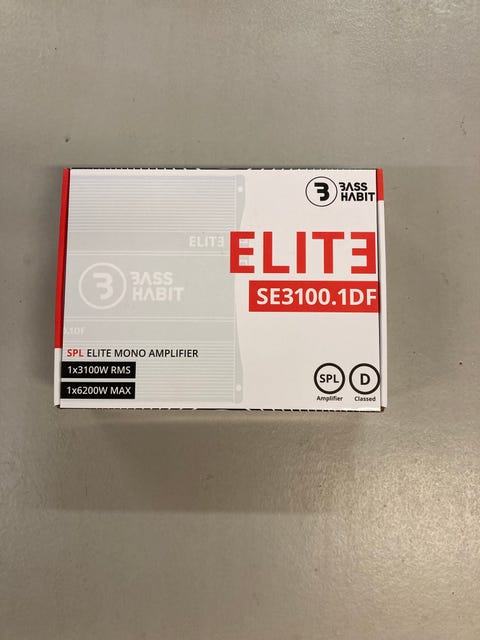 BASS
HABIT
ELITE
ELITE
BASS
HABIT
SE3100.1DF
.1DF
SPL ELITE MONO AMPLIFIER
1x3100W RMS
1x6200W MAX
SPL
D
Amplifier
Classed